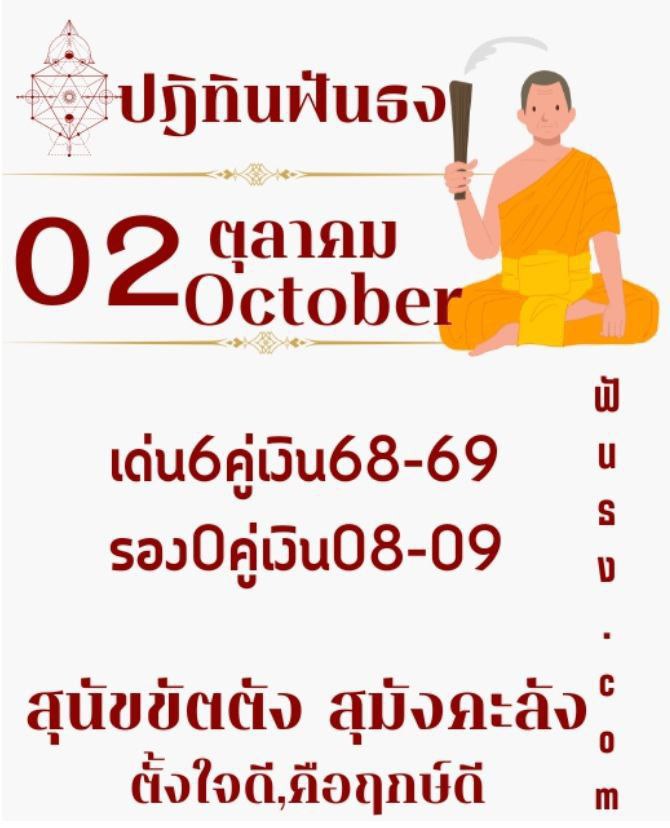 ปฏิทินฟันธง
02 ตุลาคม
October
เด่น6คู่เงิน68-69
รอง0คู่เงิน08-09
สุนัขขัตตัง สุมังคะลัง
ตั้งใจดี,คือฤกษ์ดี
ฟันธง.com